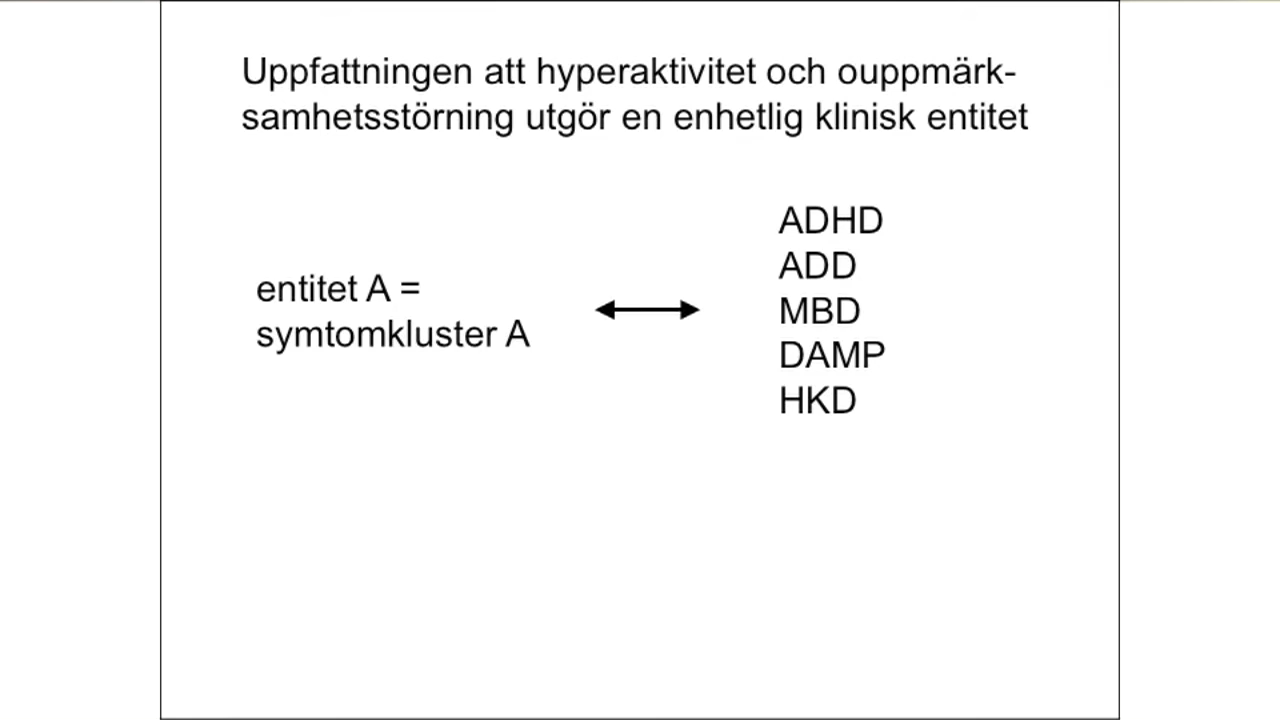 Uppfattningen att hyperaktivitet och ouppmärk-
samhetsstörning utgör en enhetlig klinisk entitet
entitet A =
symtomkluster A
ADHD
ADD
MBD
DAMP
HKD